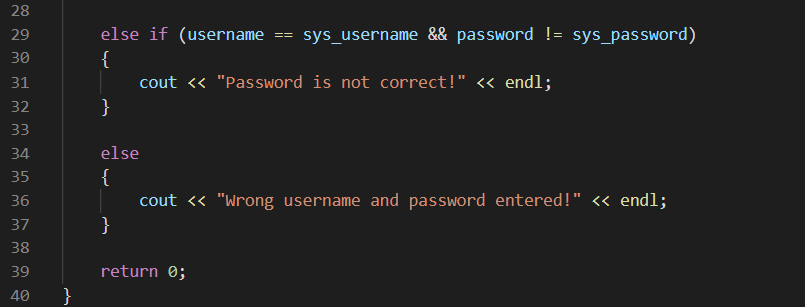 28
29 else if (username == sys_username && password != sys_password)
30 {
31 cout << "Password is not correct!" << endl;
32 }
33
34 else
35 {
36 cout << "Wrong username and password entered!" << endl;
37 }
38
39 return 0;
40 }